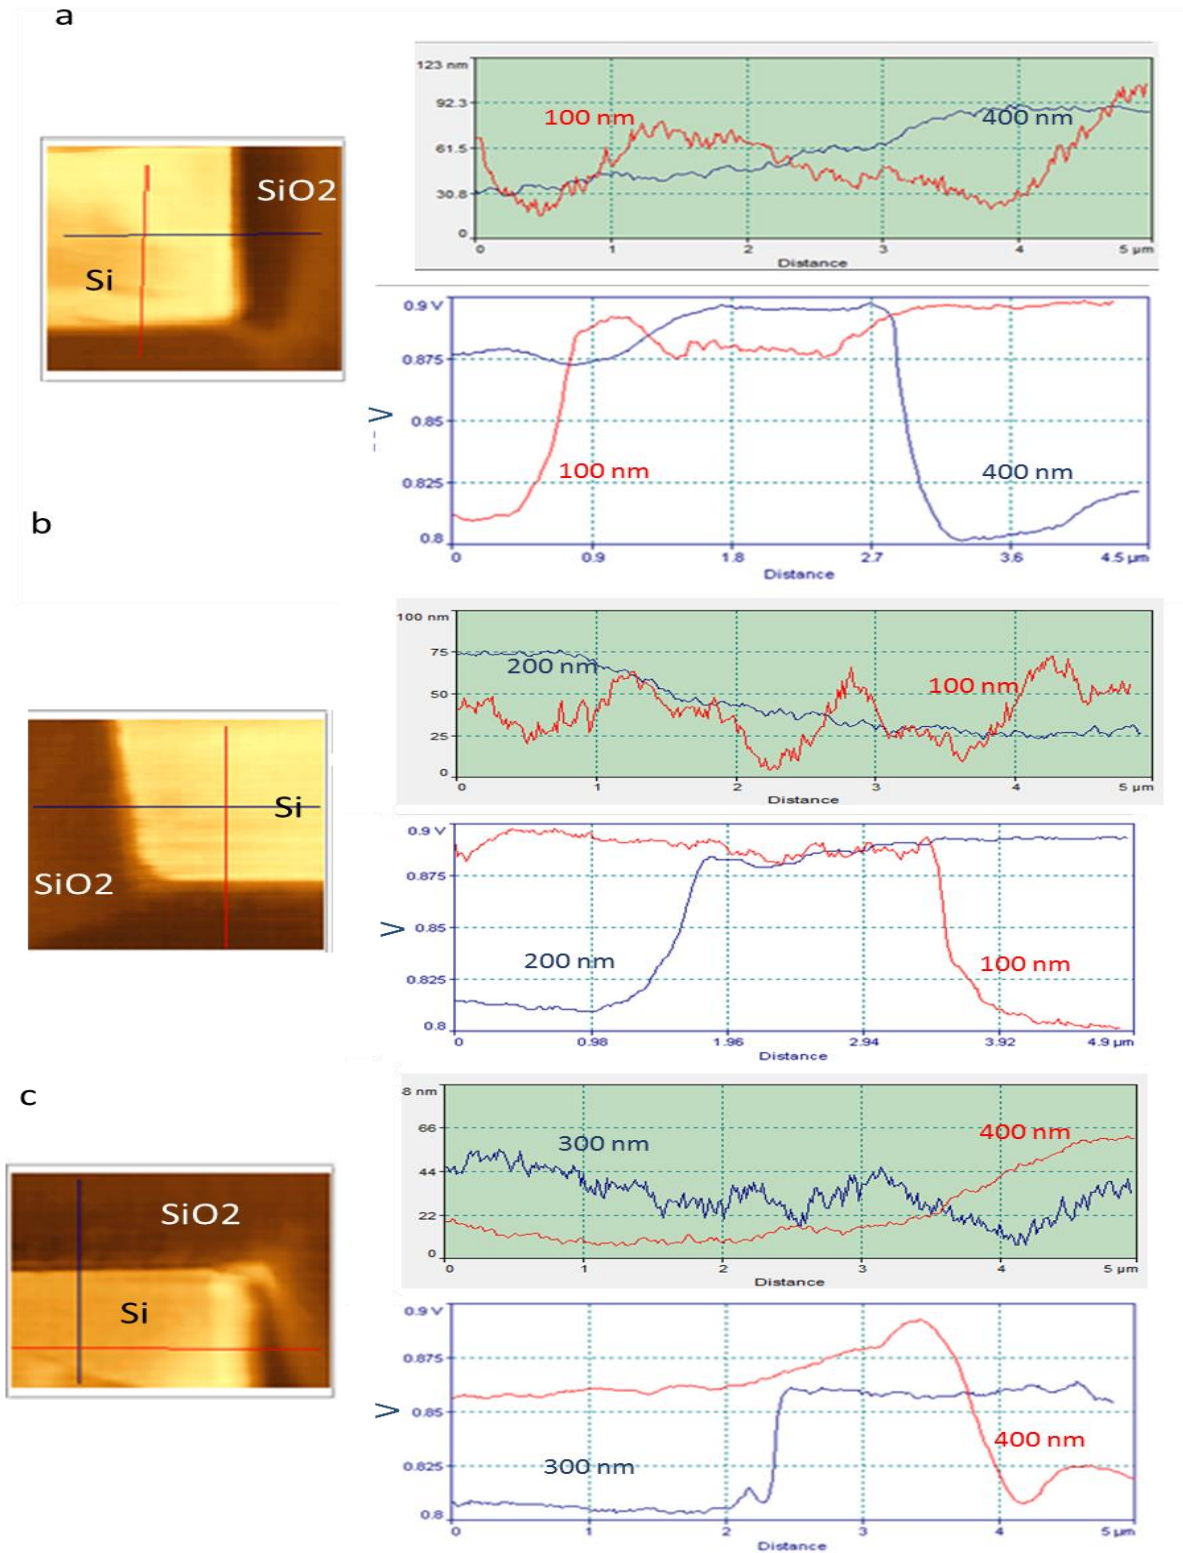 a
SiO2
Si
123 nm
92.3
61.5
30.8
0
100 nm
400 nm
0 1 2 3 4 5 µm
Distance
0.9 V
0.875
0.85
0.825
0.8
V
100 nm
400 nm
0 0.9 1.8 2.7 3.6 4.5 µm
Distance
b
Si
SiO2
100 nm
75
50
25
0
200 nm
100 nm
0 1 2 3 4 5 µm
Distance
0.9 V
0.875
0.85
0.825
0.8
V
200 nm
100 nm
0 0.98 1.96 2.94 3.92 4.9 µm
Distance
c
SiO2
Si
8 nm
66
44
22
0
300 nm
400 nm
0 1 2 3 4 5 µm
Distance
0.9 V
0.875
0.85
0.825
0.8
V
300 nm
400 nm
0 1 2 3 4 5 µm
Distance